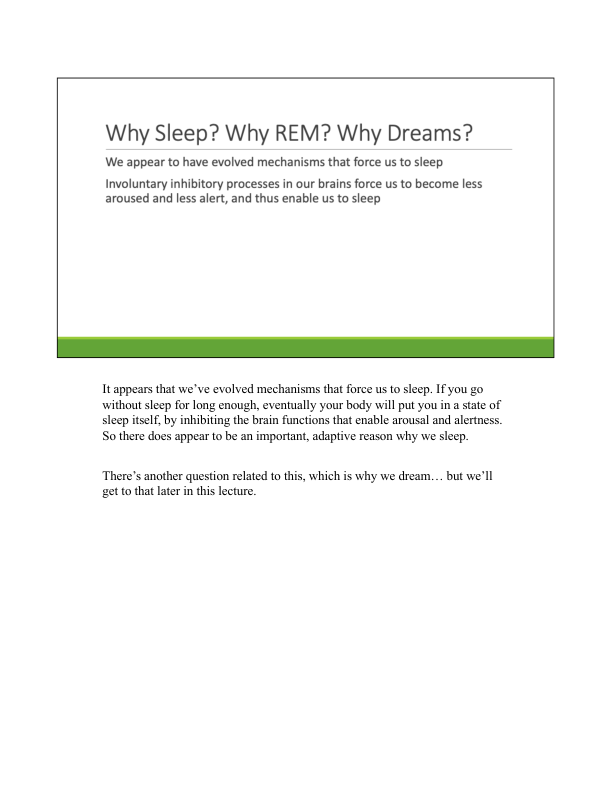 Why Sleep? Why REM? Why Dreams?
We appear to have evolved mechanisms that force us to sleep
Involuntary inhibitory processes in our brains force us to become less
aroused and less alert, and thus enable us to sleep
It appears that we’ve evolved mechanisms that force us to sleep. If you go
without sleep for long enough, eventually your body will put you in a state of
sleep itself, by inhibiting the brain functions that enable arousal and alertness.
So there does appear to be an important, adaptive reason why we sleep.
There’s another question related to this, which is why we dream… but we’ll
get to that later in this lecture.